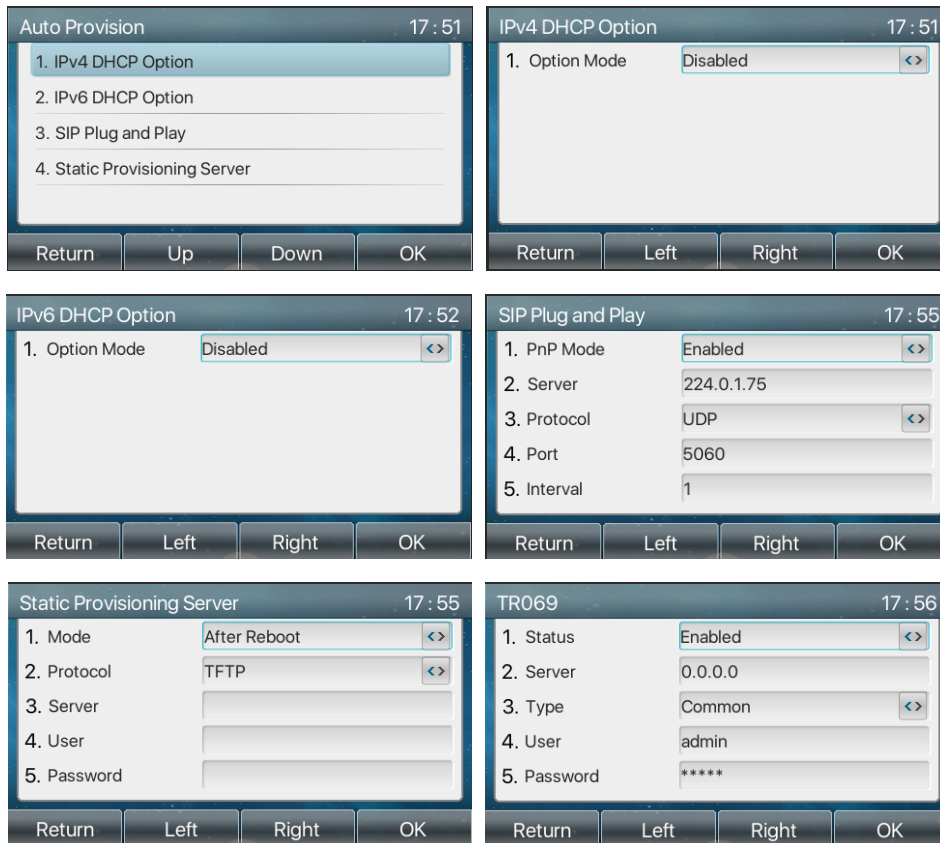 Auto Provision 17 : 51
1. IPv4 DHCP Option
2. IPv6 DHCP Option
3. SIP Plug and Play
4. Static Provisioning Server
Return Up Down OK
IPv4 DHCP Option 17 : 51
1. Option Mode Disabled <>
Return Left Right OK
IPv6 DHCP Option 17 : 52
1. Option Mode Disabled <>
Return Left Right OK
SIP Plug and Play 17 : 55
1. PnP Mode Enabled <>
2. Server 224.0.1.75
3. Protocol UDP <>
4. Port 5060
5. Interval 1
Return Left Right OK
Static Provisioning Server 17 : 55
1. Mode After Reboot <>
2. Protocol TFTP <>
3. Server
4. User
5. Password
Return Left Right OK
TR069 17 : 56
1. Status Enabled <>
2. Server 0.0.0.0
3. Type Common <>
4. User admin
5. Password *****
Return Left Right OK